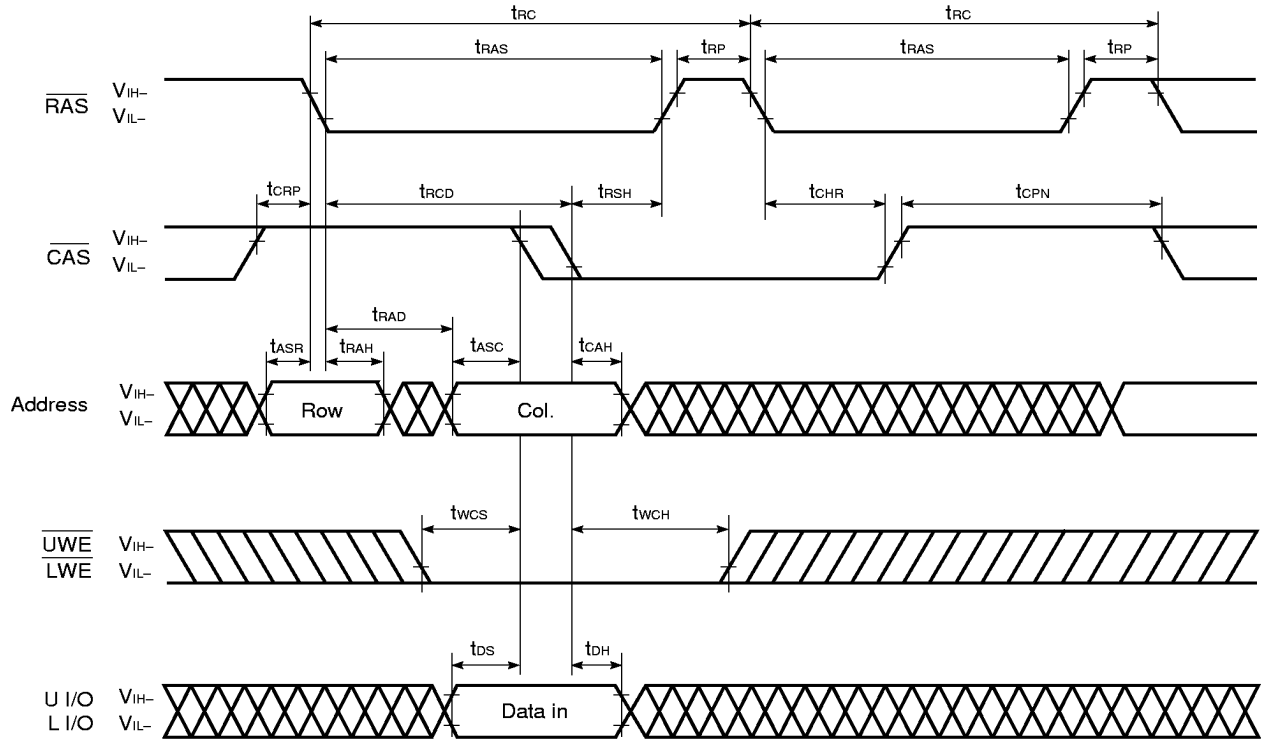 tRC tRC
tRAS tRP tRAS tRP
RAS VIH–
VIL–
tCRP tRCD tRSH tCHR tCPN
CAS VIH–
VIL–
tRAD
tASR tRAH tASC tCAH
Address VIH–
VIL–
Row Col.
tWCS tWCH
UWE VIH–
LWE VIL–
tDS tDH
U I/O VIH–
L I/O VIL–
Data in